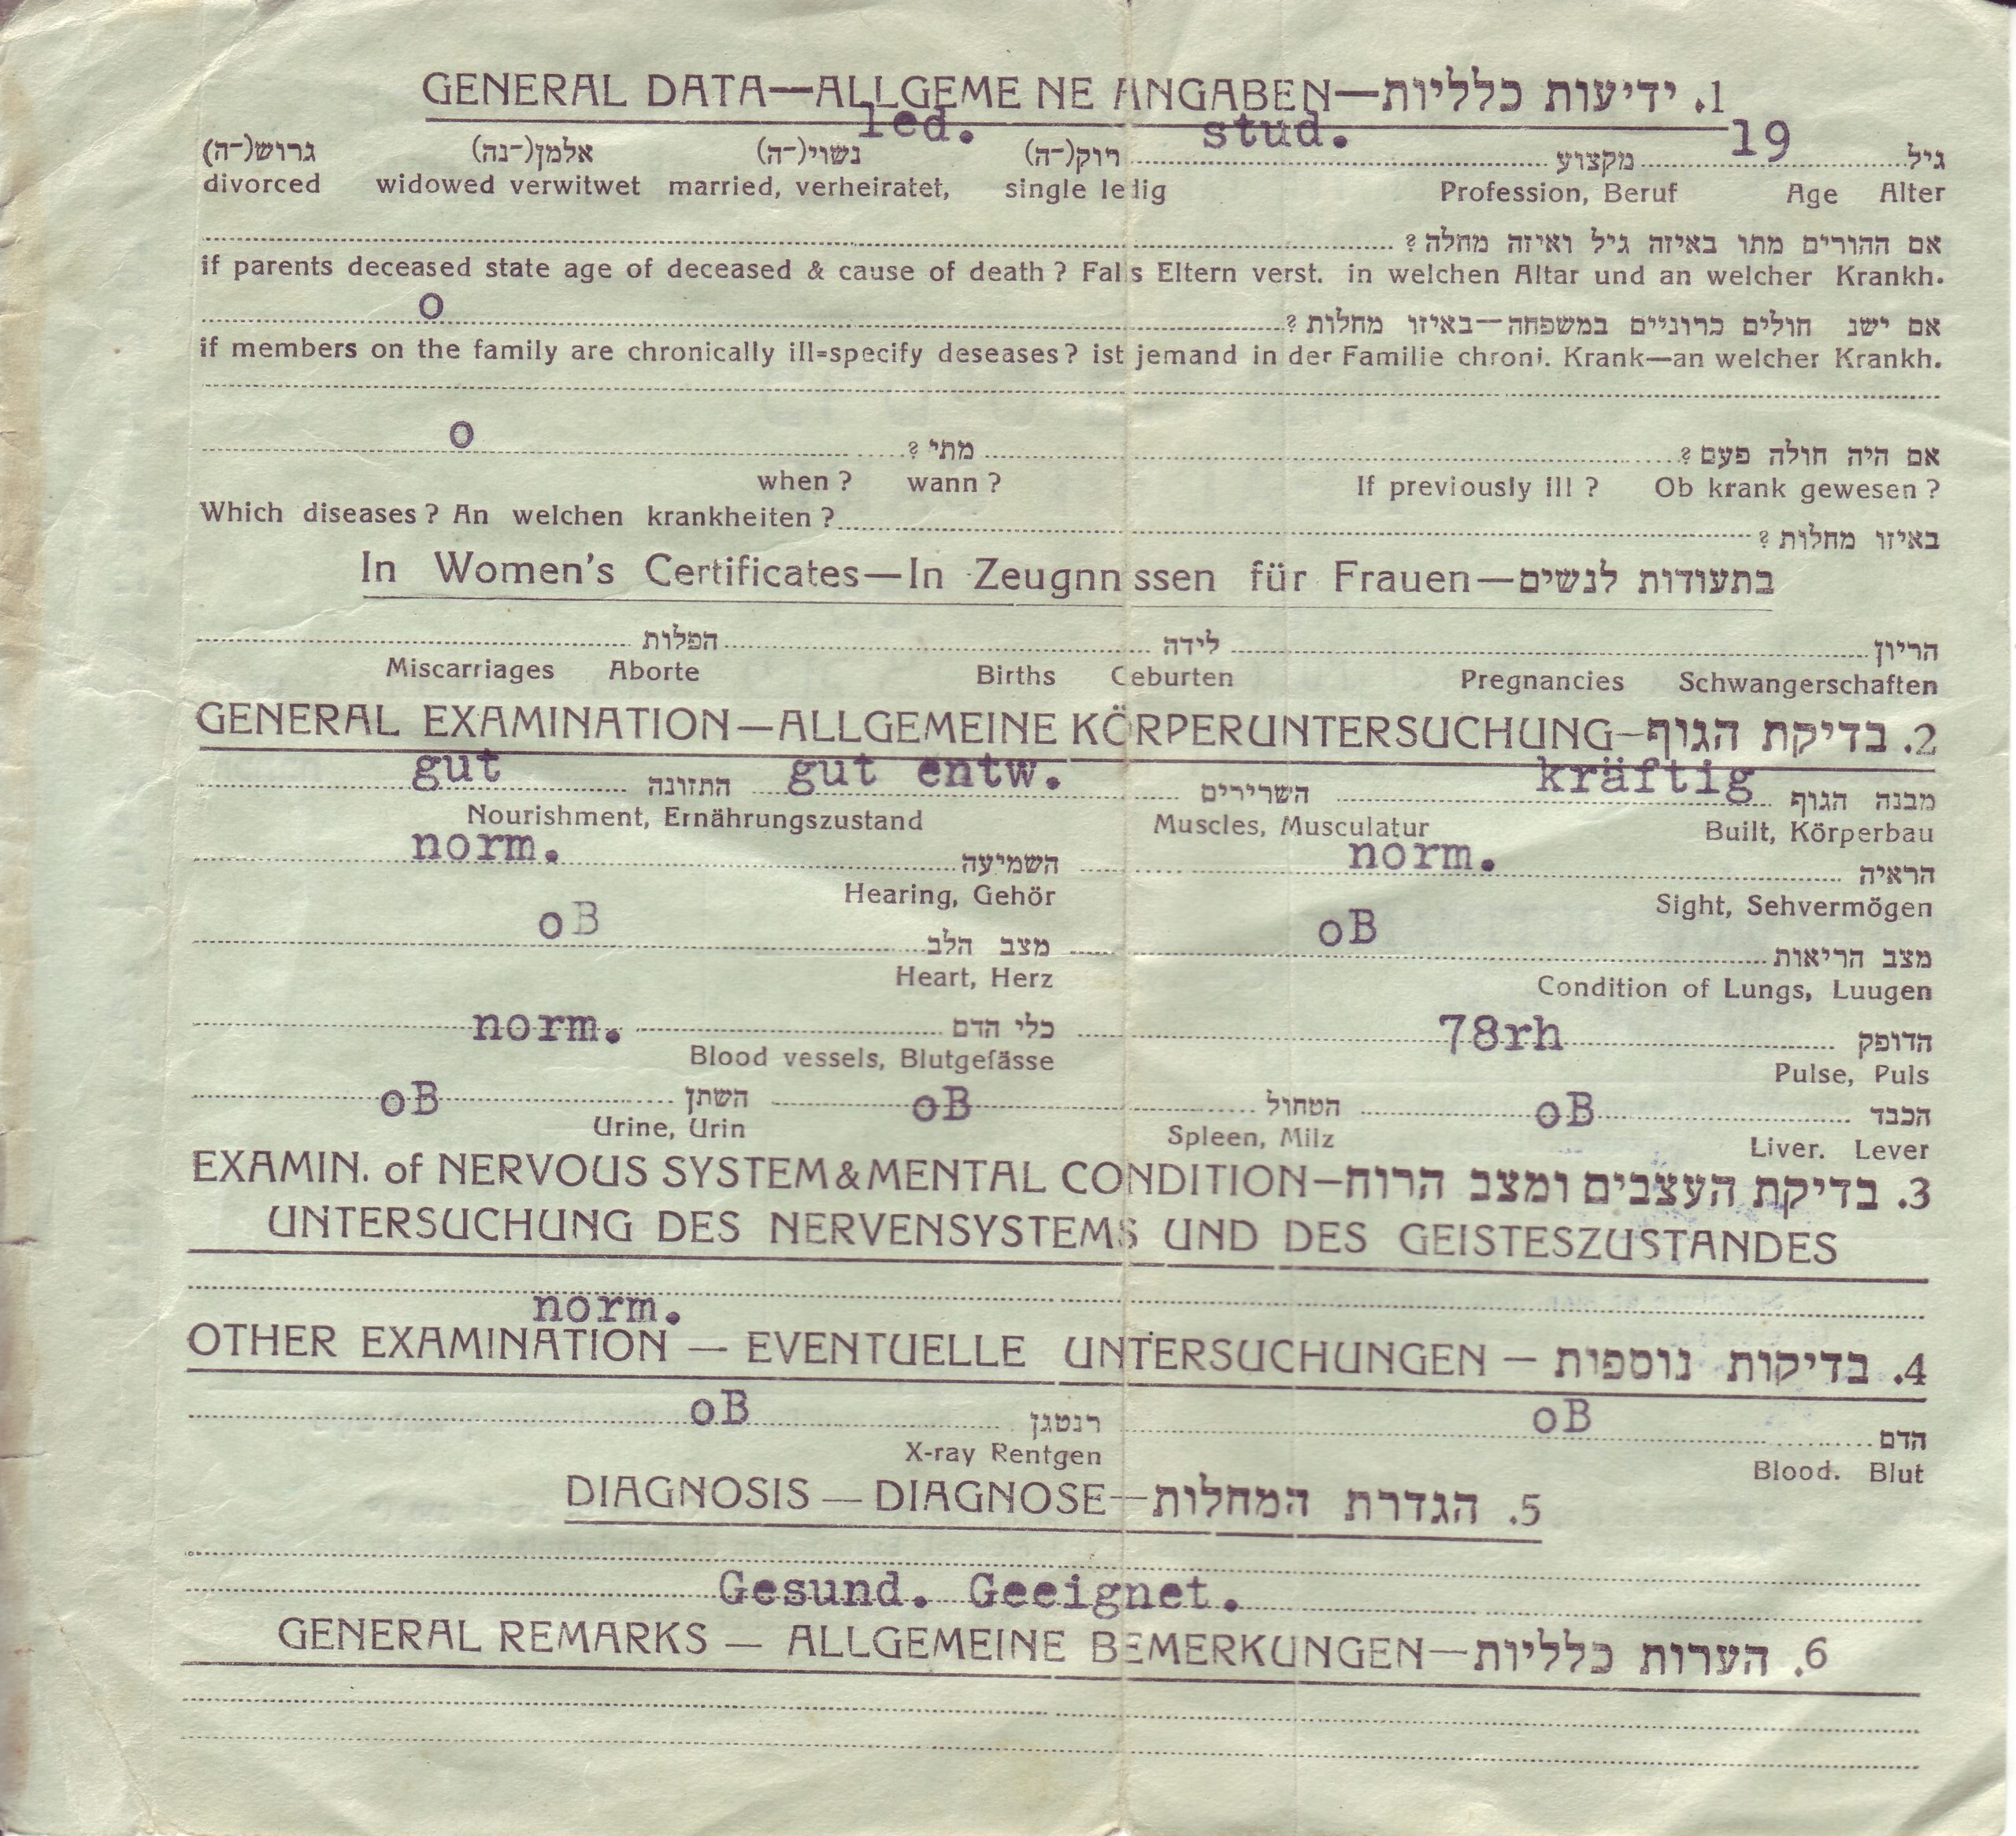 GENERAL DATA—ALLGEME NE ANGABEN—ידיעות כלליות .1
led. stud. 19
גרוש(־ה) אלמן(־נה) נשוי(־ה) רוק(־ה) מקצוע גיל
divorced widowed verwitwet married, verheiratet, single ledig Profession, Beruf Age Alter
אם ההורים מתו באיזה גיל ואיזה מחלה?
if parents deceased state age of deceased & cause of death? Falls Eltern verst. in welchen Altar und an welcher Krankh.
o
אם ישנ חולים כרוניים במשפחה—באיזו מחלות?
if members on the family are chronically ill=specify deseases? ist jemand in der Familie chroni. Krank—an welcher Krankh.
o
אם היה חולה פעם? מתי?
when? wann? If previously ill? Ob krank gewesen?
Which diseases? An welchen krankheiten? באיזו מחלות?
In Women's Certificates—In Zeugnn ssen für Frauen—בתעודות לנשים
הריון לידה הפלות
Miscarriages Aborte Births Geburten Pregnancies Schwangerschaften
GENERAL EXAMINATION—ALLGEMEINE KÖRPERUNTERSUCHUNG—בדיקת הגוף .2
gut gut entw. kräftig
מבנה הגוף השרירים התזונה
Nourishment, Ernährungszustand Muscles, Musculatur Built, Körperbau
norm. norm.
הראיה השמיעה
Hearing, Gehör Sight, Sehvermögen
oB oB
מצב הריאות מצב הלב
Heart, Herz Condition of Lungs, Luugen
norm. 78rh
הדופק כלי הדם
Blood vessels, Blutgefässe Pulse, Puls
oB oB oB
הכבד הטחול השתן
Urine, Urin Spleen, Milz Liver. Lever
EXAMIN. of NERVOUS SYSTEM & MENTAL CONDITION—בדיקת העצבים ומצב הרוח .3
UNTERSUCHUNG DES NERVENSYSTEMS UND DES GEISTESZUSTANDES
norm.
OTHER EXAMINATION — EVENTUELLE UNTERSUCHUNGEN — בדיקות נוספות .4
oB oB
הדם רנטגן
X-ray Rentgen Blood. Blut
DIAGNOSIS — DIAGNOSE—הגדרת המחלות .5
Gesund. Geeignet.
GENERAL REMARKS — ALLGEMEINE BEMERKUNGEN—הערות כלליות .6